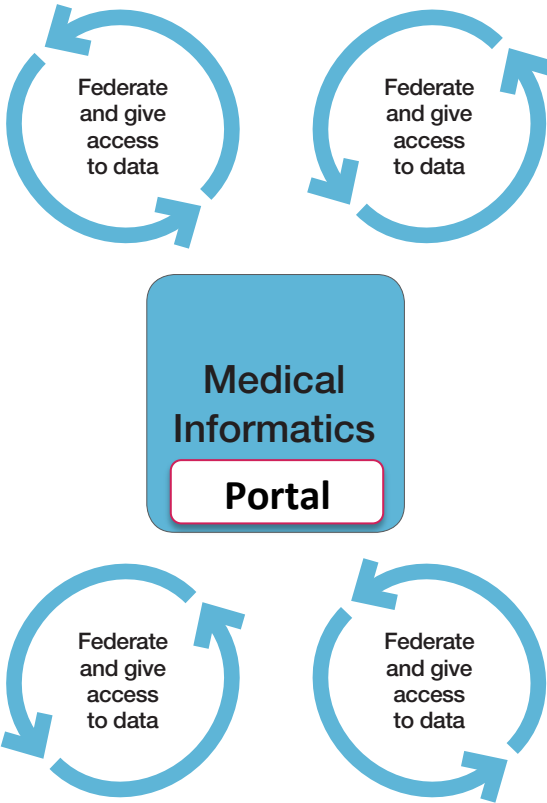 Federate
and give
access
to data
Federate
and give
access
to data
Medical
Informatics
Portal
Federate
and give
access
to data
Federate
and give
access
to data